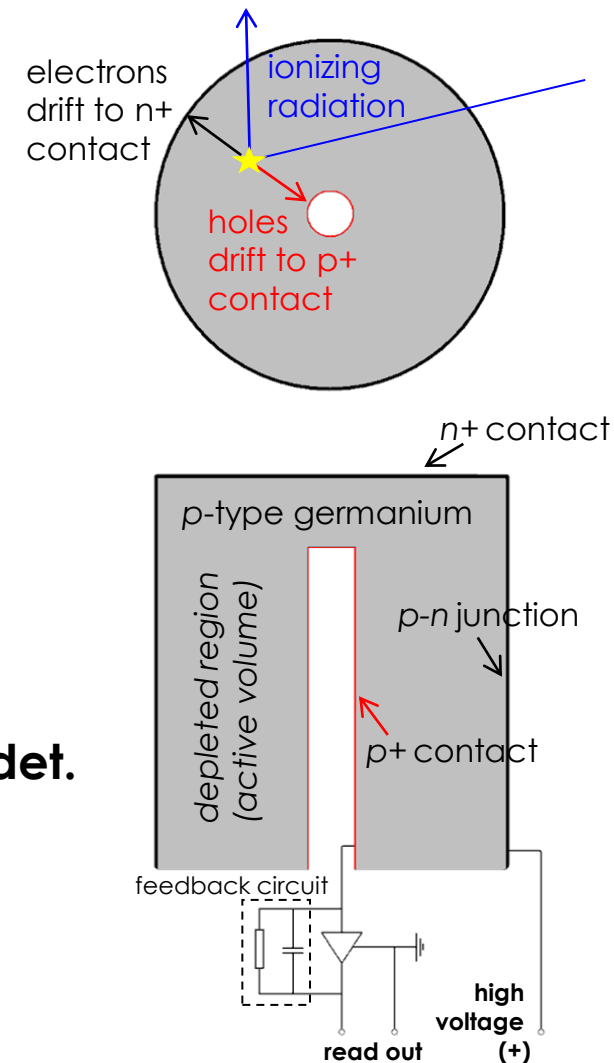 electrons
drift to n+
contact
ionizing
radiation
holes
drift to p+
contact
n+ contact
p-type germanium
depleted region
(active volume)
p-n junction
p+ contact
det.
feedback circuit
high
voltage
(+)
read out